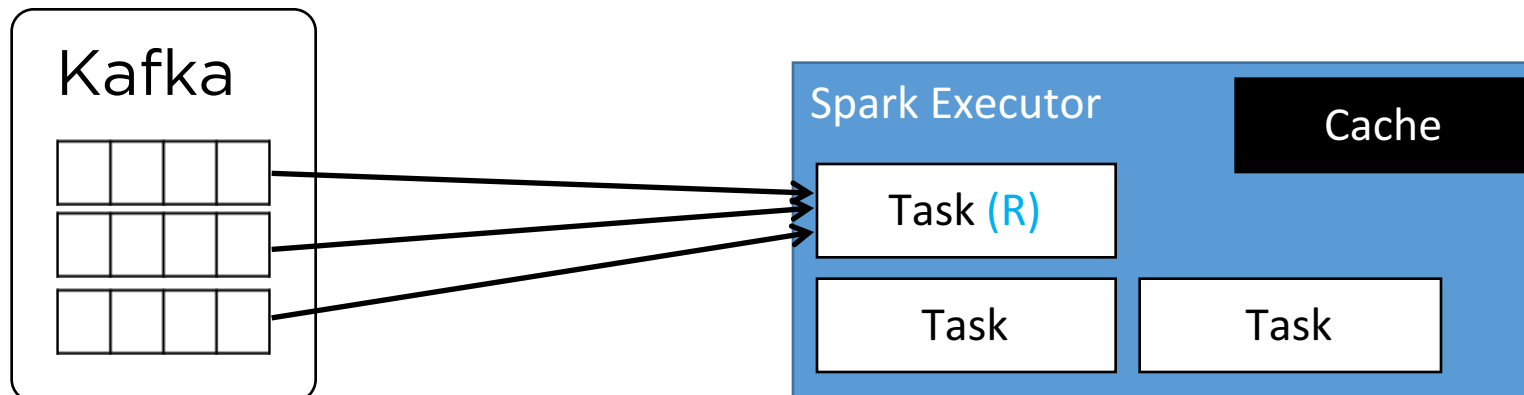 Kafka
Spark Executor
Cache
Task (R)
Task
Task